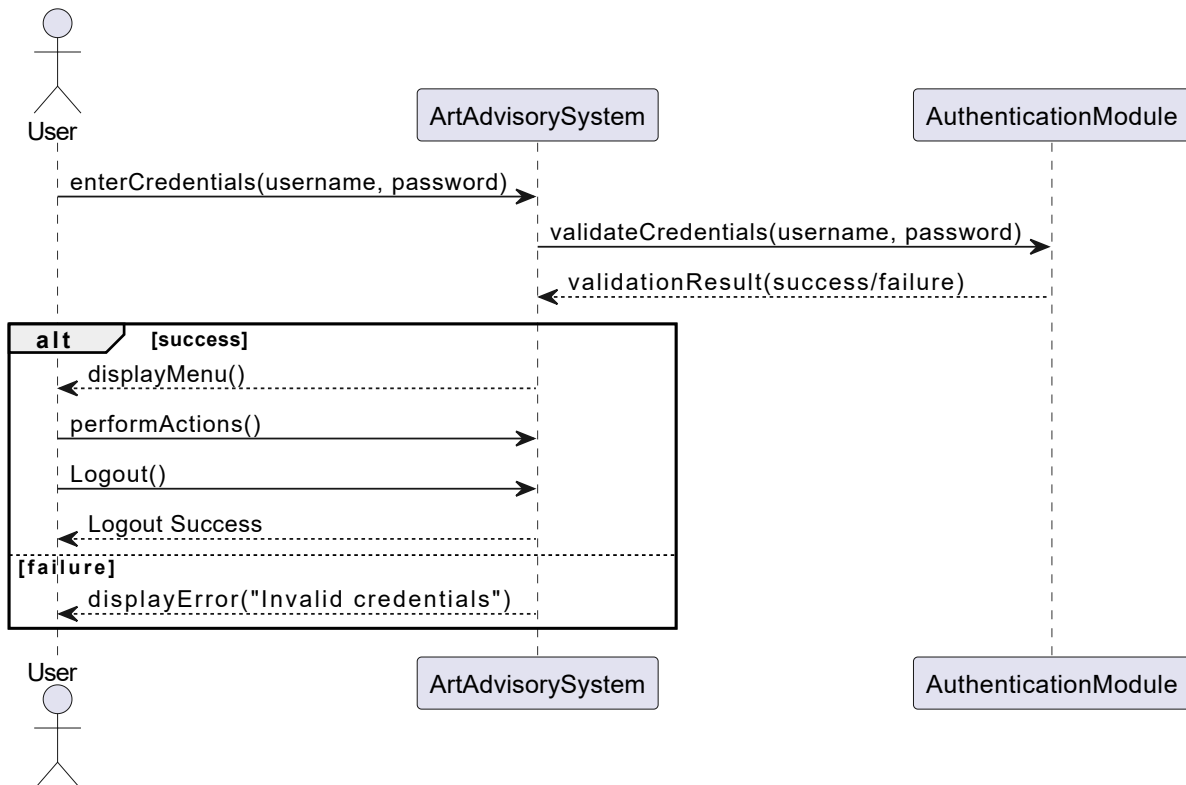 User
ArtAdvisorySystem
AuthenticationModule
enterCredentials(username, password)
validateCredentials(username, password)
validationResult(success/failure)
alt [success]
displayMenu()
performActions()
Logout()
Logout Success
[failure]
displayError("Invalid credentials")
User
ArtAdvisorySystem
AuthenticationModule